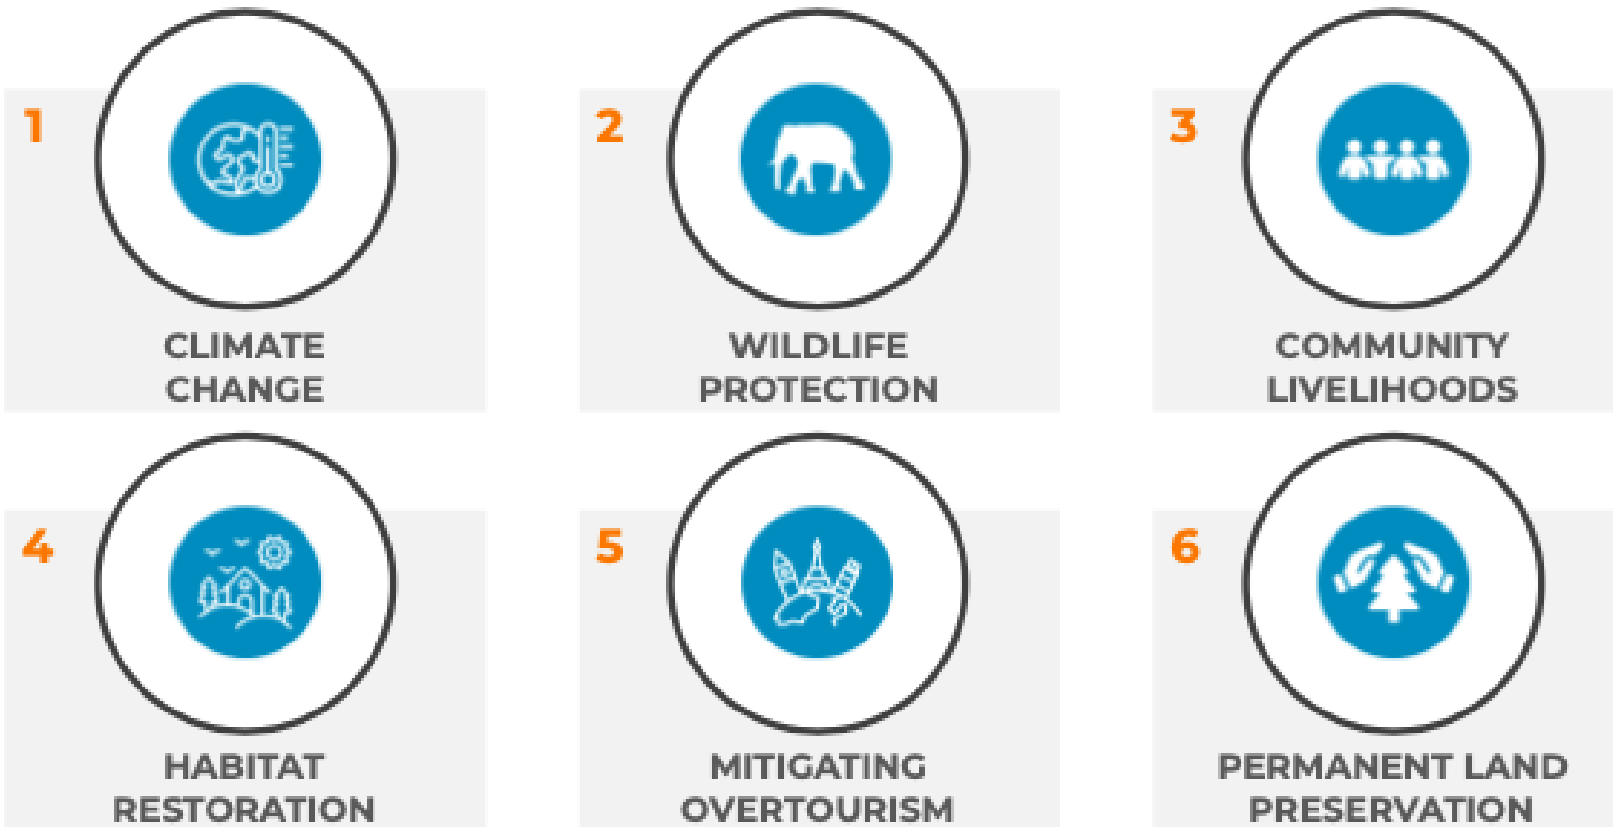 1
CLIMATE
CHANGE
2
WILDLIFE
PROTECTION
3
COMMUNITY
LIVELIHOODS
4
HABITAT
RESTORATION
5
MITIGATING
OVERTOURISM
6
PERMANENT LAND
PRESERVATION